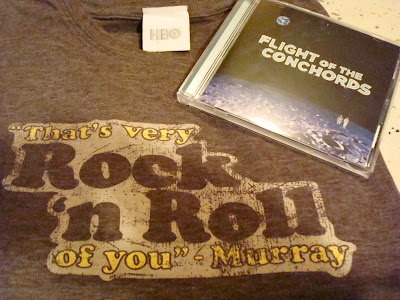 HBO
FLIGHT OF THE
CONCHORDS
"That's very
Rock
'n Roll
of you" - Murray